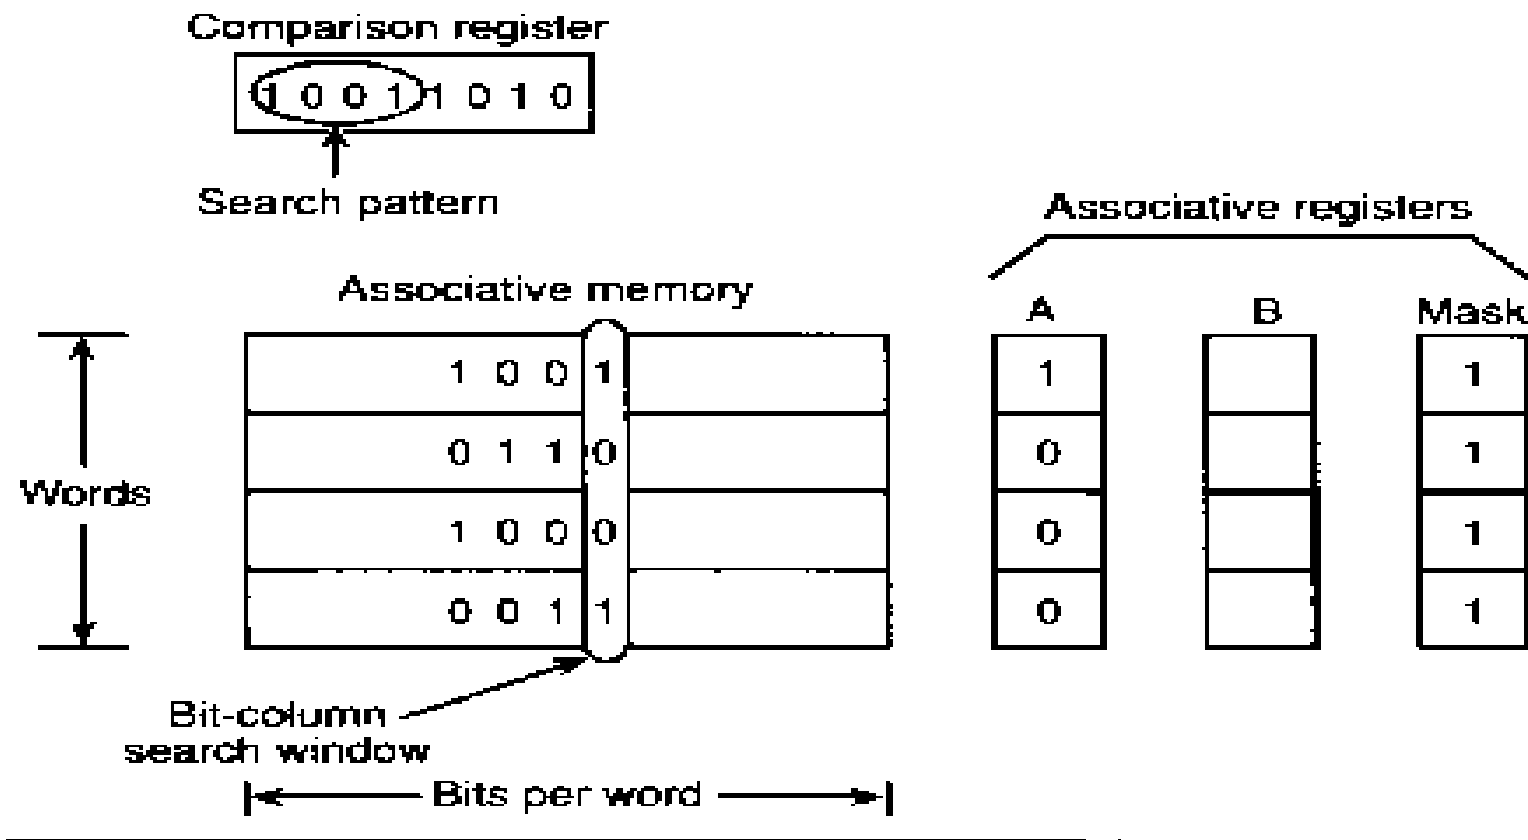 Comparison register
1 0 0 1 1 0 1 0
Search pattern
Associative registers
Associative memory
A B Mask
1 0 0 1 1 1
0 1 1 0 0 1
Words
1 0 0 0 0 1
0 0 1 1 0 1
Bit-column
search window
Bits per word